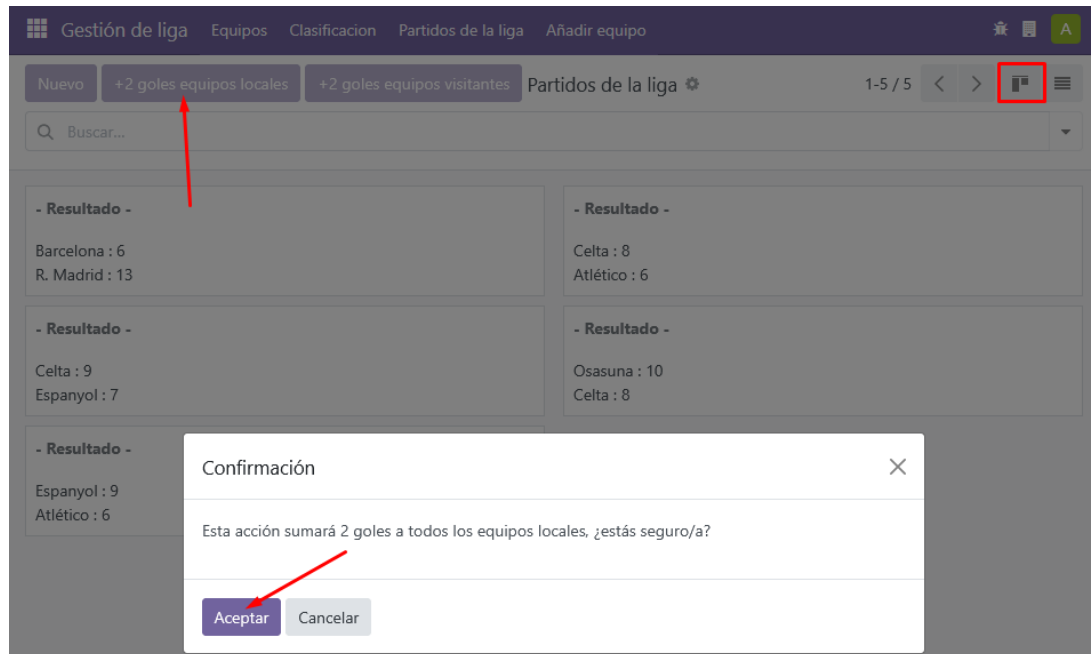 Gestión de liga Equipos Clasificacion Partidos de la liga Añadir equipo A
Nuevo +2 goles equipos locales +2 goles equipos visitantes Partidos de la liga 1-5 / 5
Buscar...
- Resultado -
Barcelona : 6
R. Madrid : 13
- Resultado -
Celta : 8
Atlético : 6
- Resultado -
Celta : 9
Espanyol : 7
- Resultado -
Osasuna : 10
Celta : 8
- Resultado -
Espanyol : 9
Atlético : 6
Confirmación
Esta acción sumará 2 goles a todos los equipos locales, ¿estás seguro/a?
Aceptar Cancelar